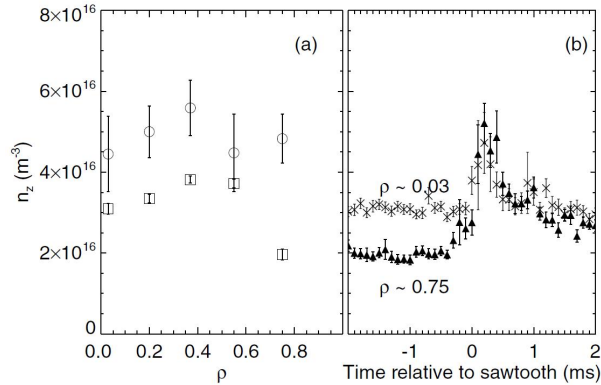 8×10¹⁶
6×10¹⁶
4×10¹⁶
2×10¹⁶
0
n_z (m⁻³)
(a)
0.0 0.2 0.4 0.6 0.8
ρ
(b)
ρ ~ 0.03
ρ ~ 0.75
-1 0 1 2
Time relative to sawtooth (ms)